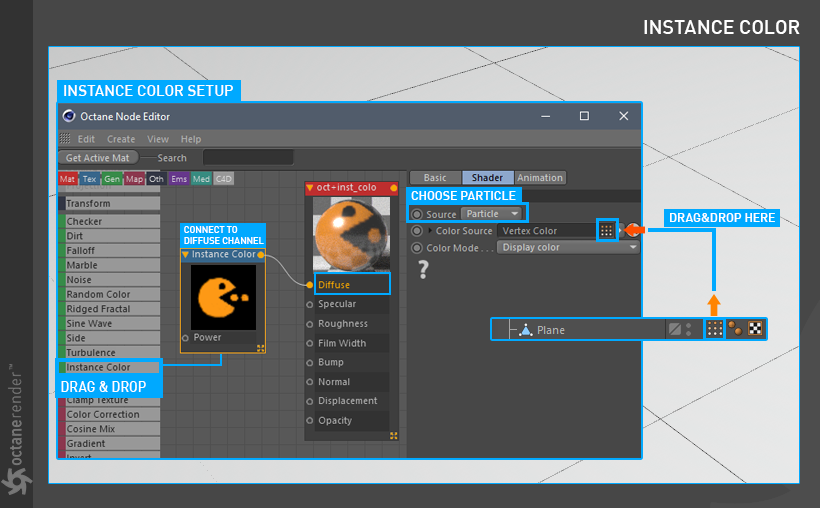 INSTANCE COLOR
INSTANCE COLOR SETUP
Octane Node Editor
Edit Create View Help
Get Active Mat Search
Mat Tex Gen Map Oth Ems Med C4D
Transform
Checker
Dirt
Falloff
Marble
Noise
Random Color
Ridged Fractal
Sine Wave
Side
Turbulence
Instance Color
DRAG & DROP
Clamp Texture
Color Correction
Cosine Mix
Gradient
Invert
CONNECT TO
DIFFUSE CHANNEL
Instance Color
Power
oct+inst_colo
Diffuse
Specular
Roughness
Film Width
Bump
Normal
Displacement
Opacity
Basic Shader Animation
CHOOSE PARTICLE
Source Particle
Color Source Vertex Color
Color Mode . . . Display color
?
DRAG&DROP HERE
Plane
octanerender™